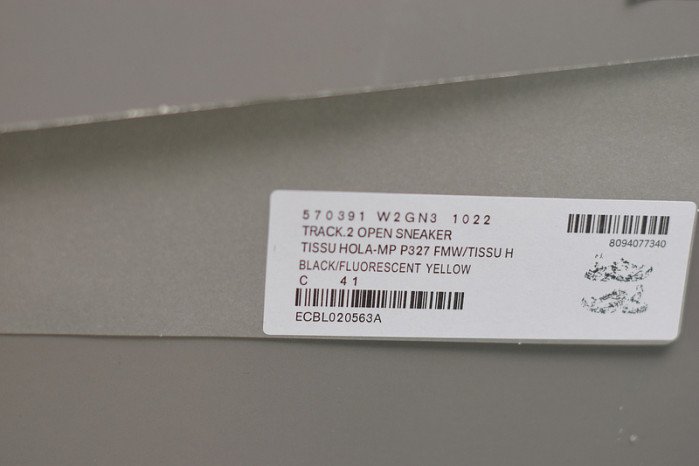 570391 W2GN3 1022
TRACK.2 OPEN SNEAKER
TISSU HOLA-MP P327 FMW/TISSU H
BLACK/FLUORESCENT YELLOW
C 41
ECBL020563A
8094077340